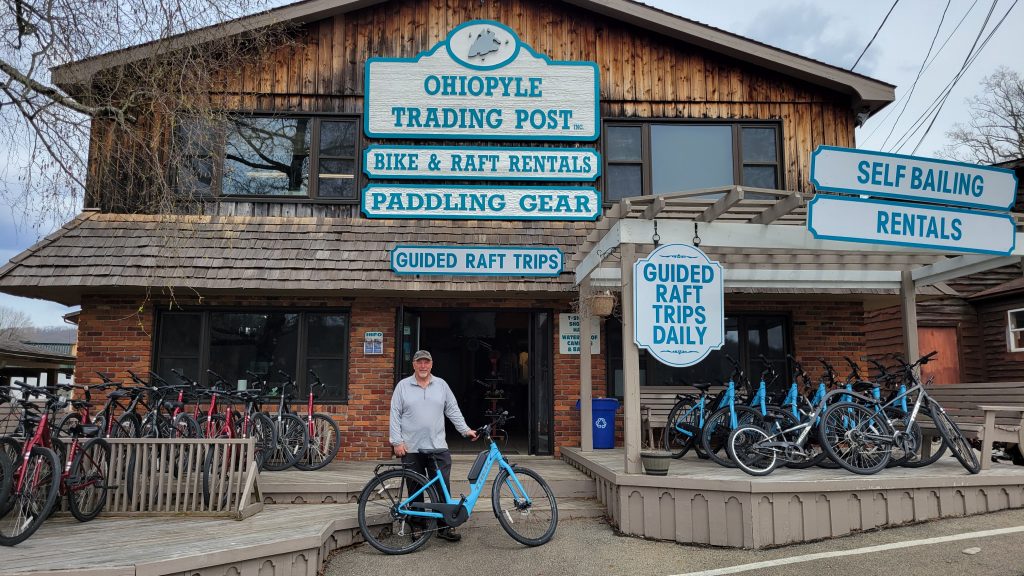 OHIOPYLE
TRADING POST INC.
BIKE & RAFT RENTALS
PADDLING GEAR
GUIDED RAFT TRIPS
SELF BAILING
RENTALS
GUIDED
RAFT
TRIPS
DAILY